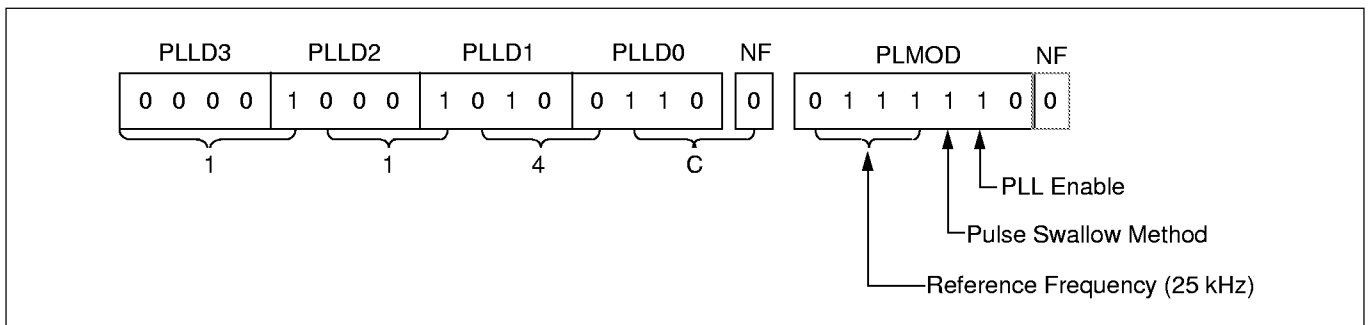 PLLD3 PLLD2 PLLD1 PLLD0 NF PLMOD NF
0 0 0 0 1 0 0 0 1 0 1 0 0 1 1 0 0 0 1 1 1 1 1 0 0
1 1 4 C
PLL Enable
Pulse Swallow Method
Reference Frequency (25 kHz)